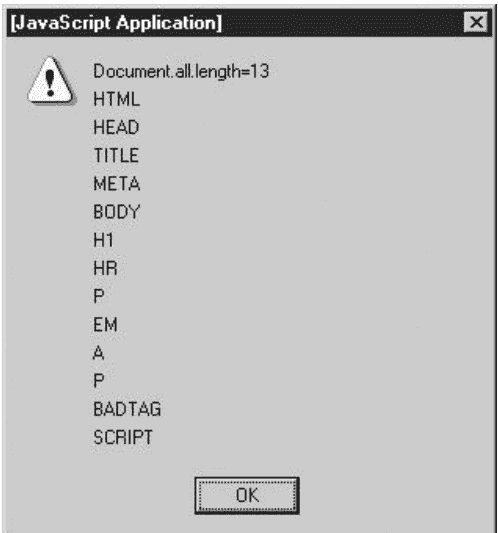 [JavaScript Application]
Document.all.length=13
HTML
HEAD
TITLE
META
BODY
H1
HR
P
EM
A
P
BADTAG
SCRIPT
OK